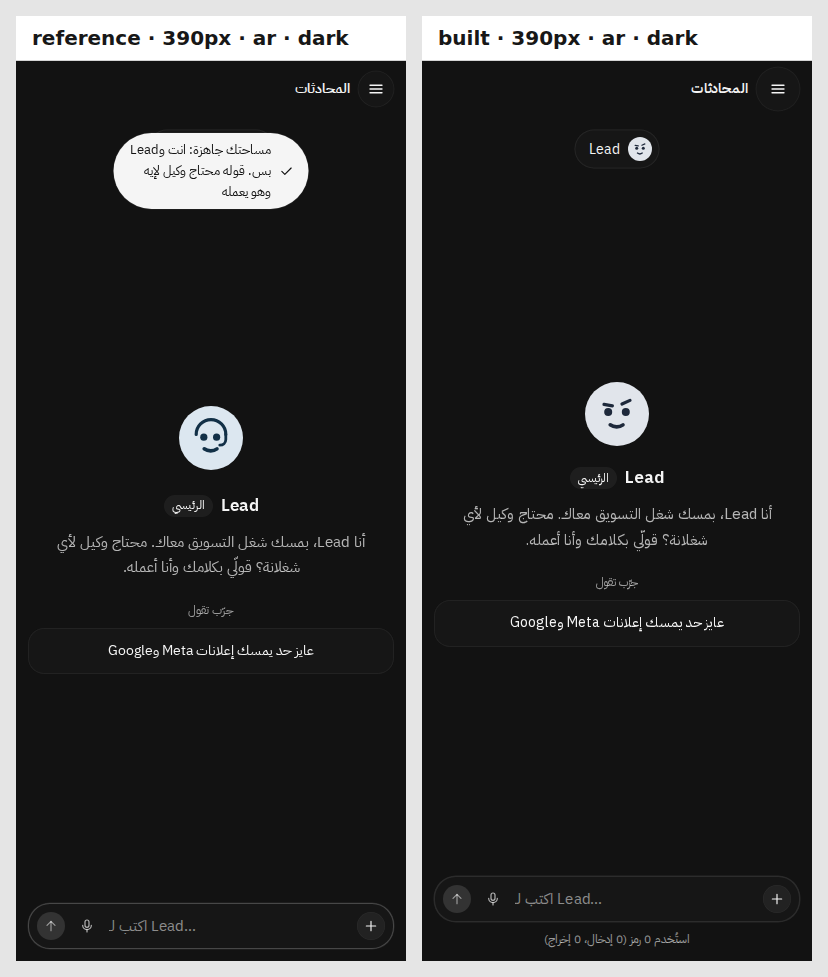 reference · 390px · ar · dark
المحادثات
مساحتك جاهزة: انت وLead
بس. قوله محتاج وكيل لإيه
وهو يعمله
Lead
الرئيسي
أنا Lead، بمسك شغل التسويق معاك. محتاج وكيل لأي
شغلانة؟ قولّي بكلامك وأنا أعمله.
جرّب تقول
عايز حد يمسك إعلانات Meta وGoogle
اكتب لـ Lead...
built · 390px · ar · dark
المحادثات
Lead
Lead
الرئيسي
أنا Lead، بمسك شغل التسويق معاك. محتاج وكيل لأي
شغلانة؟ قولّي بكلامك وأنا أعمله.
جرّب تقول
عايز حد يمسك إعلانات Meta وGoogle
اكتب لـ Lead...
استُخدم 0 رمز (0 إدخال، 0 إخراج)